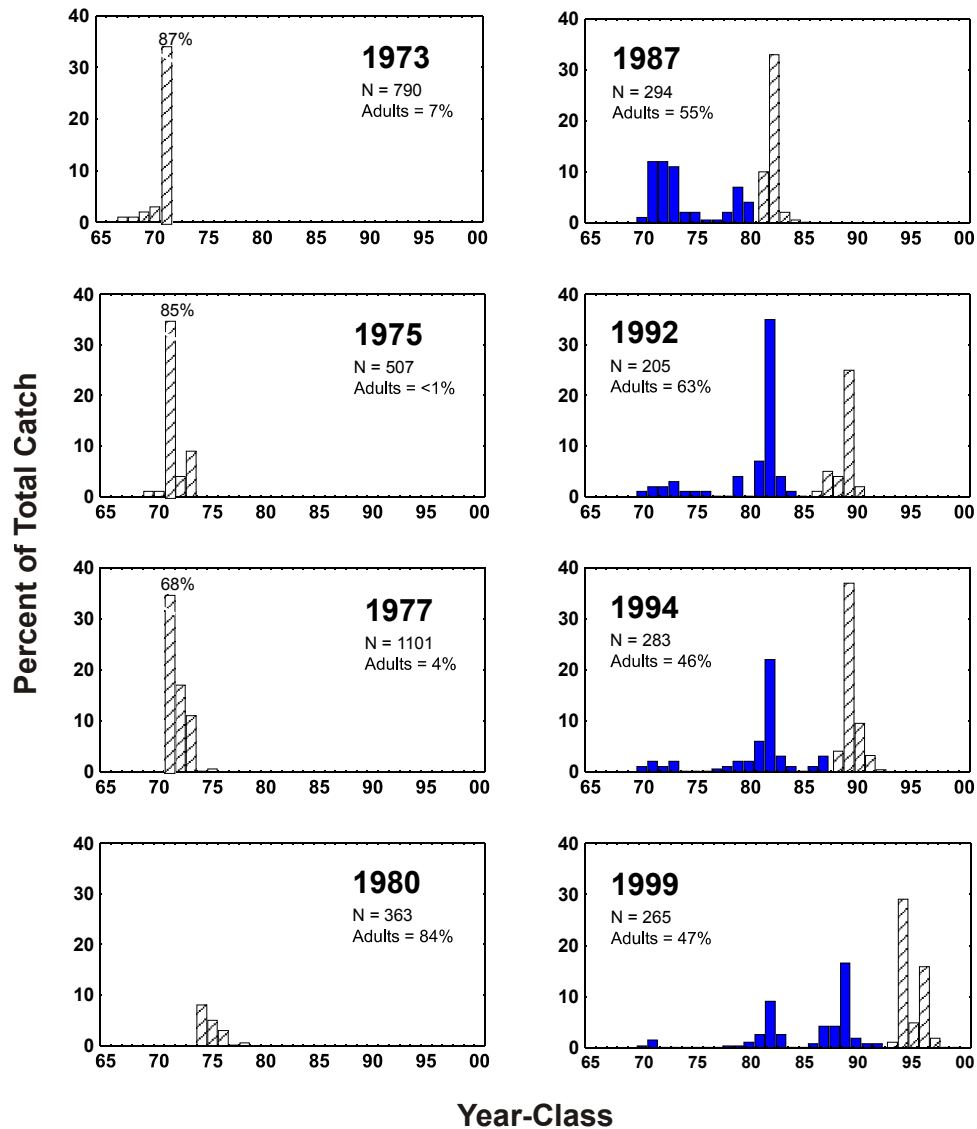 Percent of Total Catch
40
30
20
10
0
87%
1973
N = 790
Adults = 7%
65 70 75 80 85 90 95 00
40
30
20
10
0
1987
N = 294
Adults = 55%
65 70 75 80 85 90 95 00
40
30
20
10
0
85%
1975
N = 507
Adults = <1%
65 70 75 80 85 90 95 00
40
30
20
10
0
1992
N = 205
Adults = 63%
65 70 75 80 85 90 95 00
40
30
20
10
0
68%
1977
N = 1101
Adults = 4%
65 70 75 80 85 90 95 00
40
30
20
10
0
1994
N = 283
Adults = 46%
65 70 75 80 85 90 95 00
40
30
20
10
0
1980
N = 363
Adults = 84%
65 70 75 80 85 90 95 00
40
30
20
10
0
1999
N = 265
Adults = 47%
65 70 75 80 85 90 95 00
Year-Class